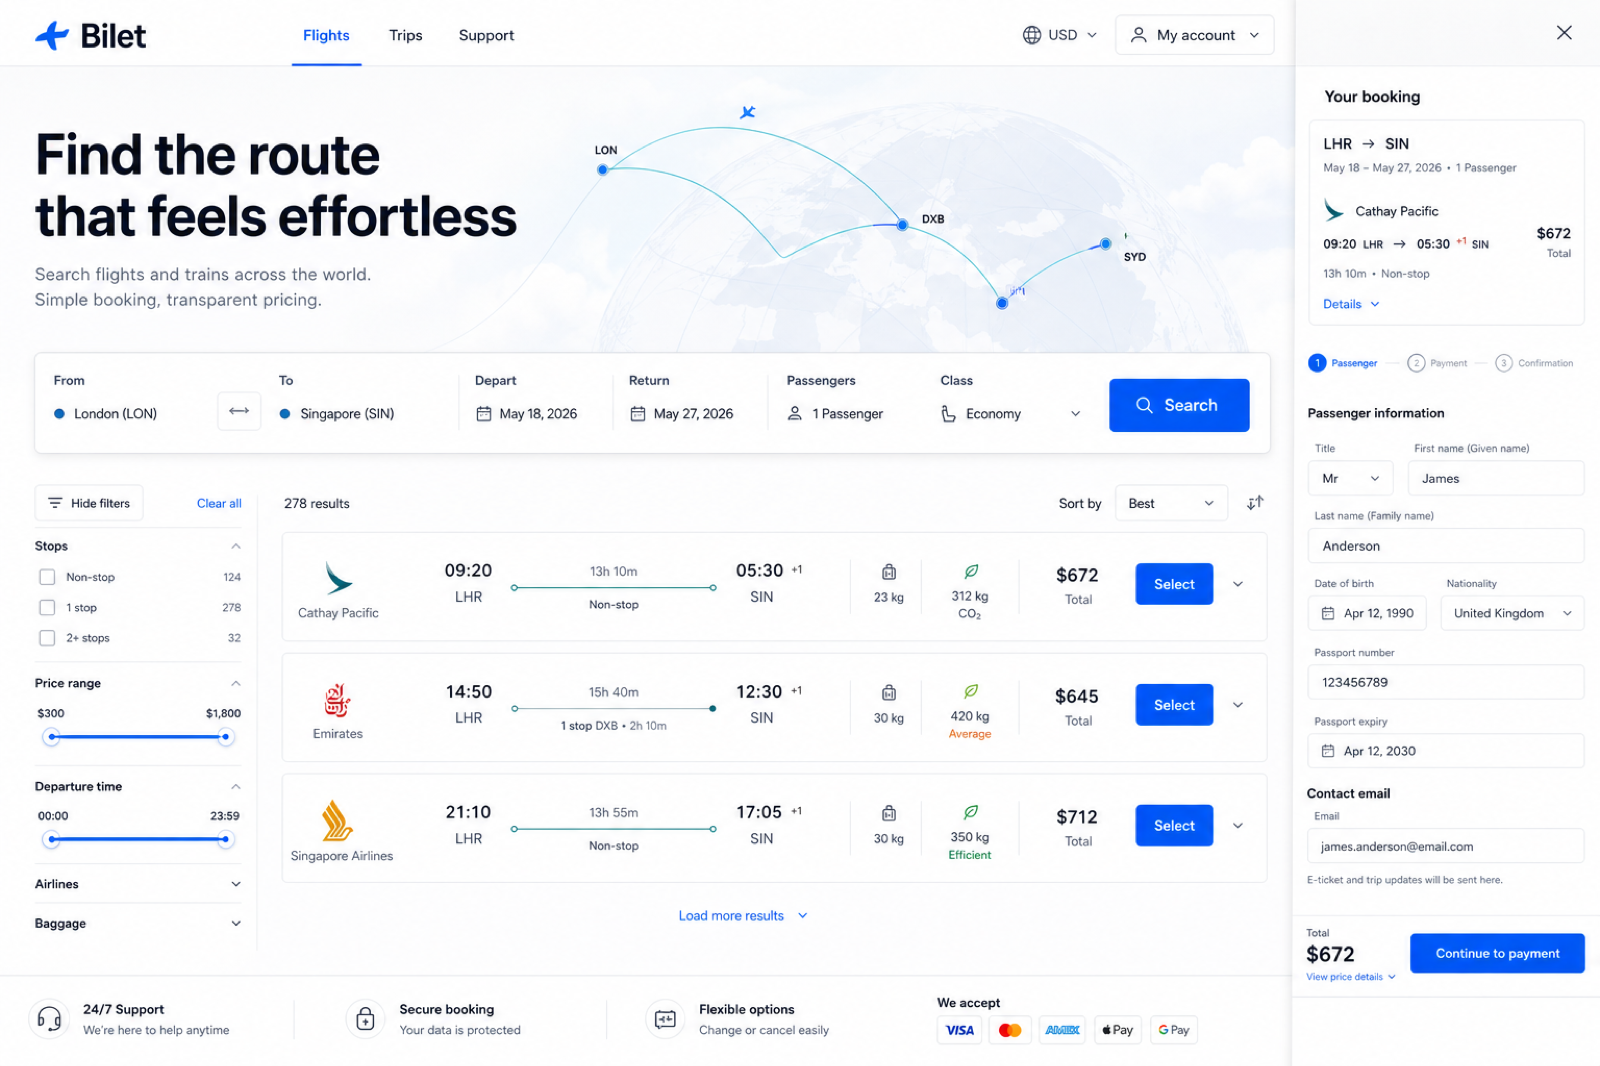 Bilet
Flights
Trips
Support
USD
My account
Find the route
that feels effortless
Search flights and trains across the world.
Simple booking, transparent pricing.
LON
DXB
SYD
From
London (LON)
To
Singapore (SIN)
Depart
May 18, 2026
Return
May 27, 2026
Passengers
1 Passenger
Class
Economy
Search
Hide filters
Clear all
Stops
Non-stop 124
1 stop 278
2+ stops 32
Price range
$300 $1,800
Departure time
00:00 23:59
Airlines
Baggage
278 results
Sort by
Best
Cathay Pacific
09:20
LHR
13h 10m
Non-stop
05:30 +1
SIN
23 kg
312 kg
CO₂
$672
Total
Select
Emirates
14:50
LHR
15h 40m
1 stop DXB • 2h 10m
12:30 +1
SIN
30 kg
420 kg
Average
$645
Total
Select
Singapore Airlines
21:10
LHR
13h 55m
Non-stop
17:05 +1
SIN
30 kg
350 kg
Efficient
$712
Total
Select
Load more results
24/7 Support
We're here to help anytime
Secure booking
Your data is protected
Flexible options
Change or cancel easily
We accept
VISA
AMEX
Pay
G Pay
Your booking
LHR → SIN
May 18 – May 27, 2026 • 1 Passenger
Cathay Pacific
09:20 LHR → 05:30 +1 SIN
$672
Total
13h 10m • Non-stop
Details
1 Passenger
2 Payment
3 Confirmation
Passenger information
Title
Mr
First name (Given name)
James
Last name (Family name)
Anderson
Date of birth
Apr 12, 1990
Nationality
United Kingdom
Passport number
123456789
Passport expiry
Apr 12, 2030
Contact email
Email
james.anderson@email.com
E-ticket and trip updates will be sent here.
Total
$672
View price details
Continue to payment